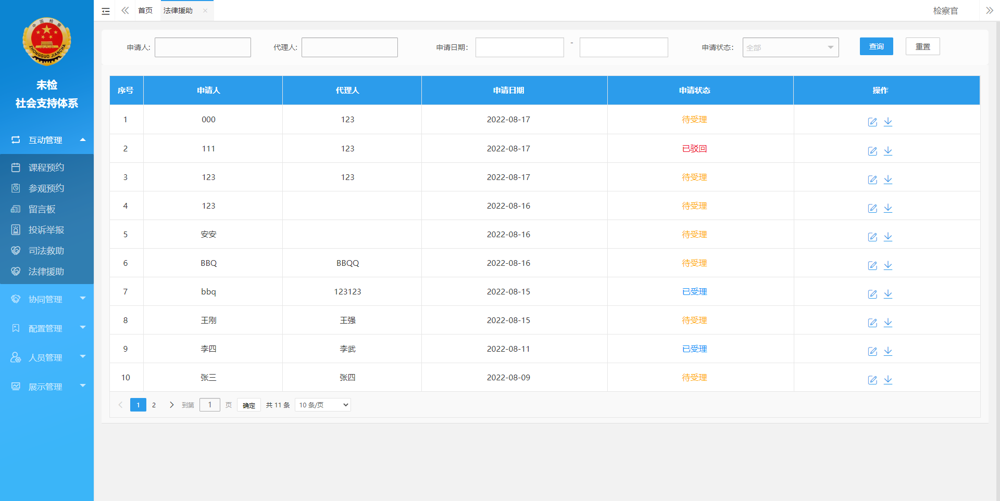 首页
法律援助
检察官
中国检察
ZHONGGUO JIANCHA
未检
社会支持体系
互动管理
课程预约
参观预约
留言板
投诉举报
司法救助
法律援助
协同管理
配置管理
人员管理
展示管理
申请人: 代理人: 申请日期: - 申请状态: 全部 查询 重置
序号 申请人 代理人 申请日期 申请状态 操作
1 000 123 2022-08-17 待受理
2 111 123 2022-08-17 已驳回
3 123 123 2022-08-17 待受理
4 123 2022-08-16 待受理
5 安安 2022-08-16 待受理
6 BBQ BBQQ 2022-08-16 待受理
7 bbq 123123 2022-08-15 已受理
8 王刚 王强 2022-08-15 待受理
9 李四 李武 2022-08-11 已受理
10 张三 张四 2022-08-09 待受理
1 2 到第 1 页 确定 共 11 条 10 条/页